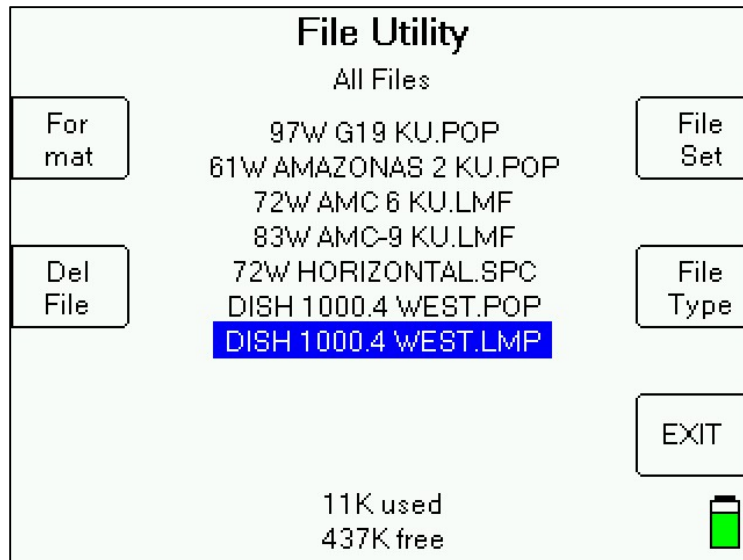 File Utility
All Files
For
mat
File
Set
97W G19 KU.POP
61W AMAZONAS 2 KU.POP
72W AMC 6 KU.LMF
83W AMC-9 KU.LMF
72W HORIZONTAL.SPC
DISH 1000.4 WEST.POP
DISH 1000.4 WEST.LMP
Del
File
File
Type
EXIT
11K used
437K free